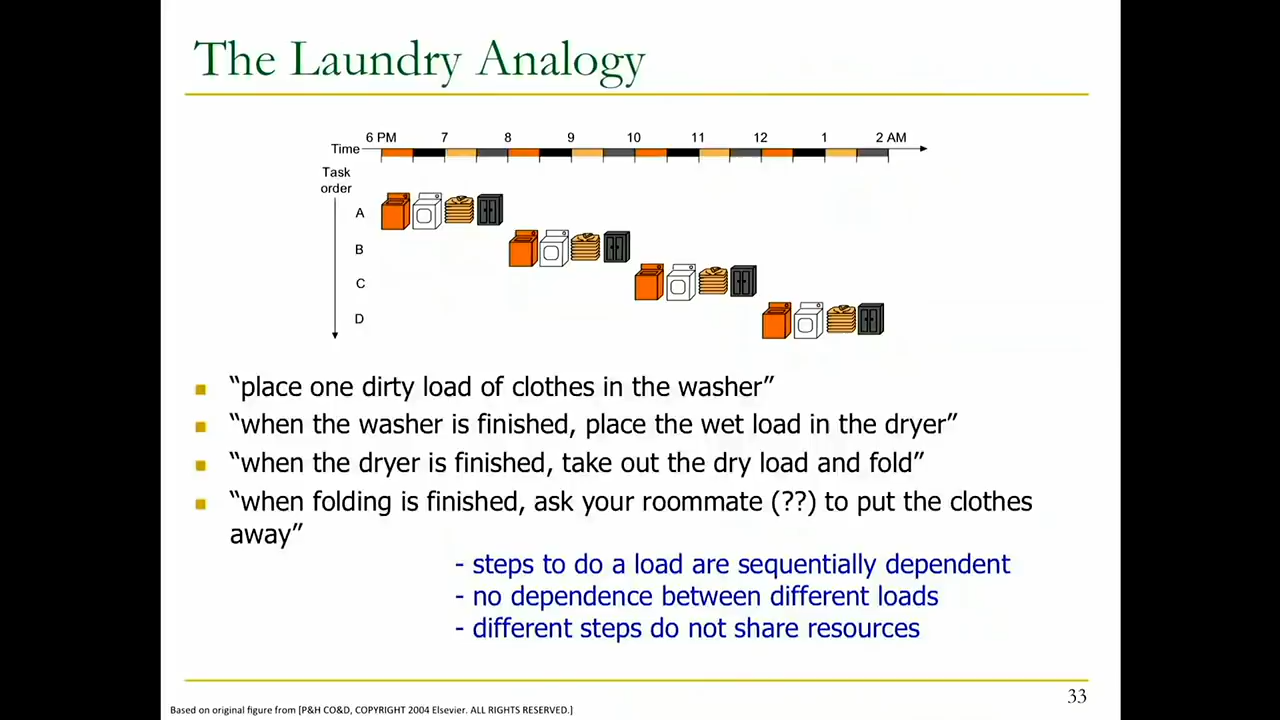 The Laundry Analogy
6 PM 7 8 9 10 11 12 1 2 AM
Time
Task
order
A
B
C
D
“place one dirty load of clothes in the washer”
“when the washer is finished, place the wet load in the dryer”
“when the dryer is finished, take out the dry load and fold”
“when folding is finished, ask your roommate (??) to put the clothes
away”
- steps to do a load are sequentially dependent
- no dependence between different loads
- different steps do not share resources
33
Based on original figure from [P&H CO&D, COPYRIGHT 2004 Elsevier. ALL RIGHTS RESERVED.]